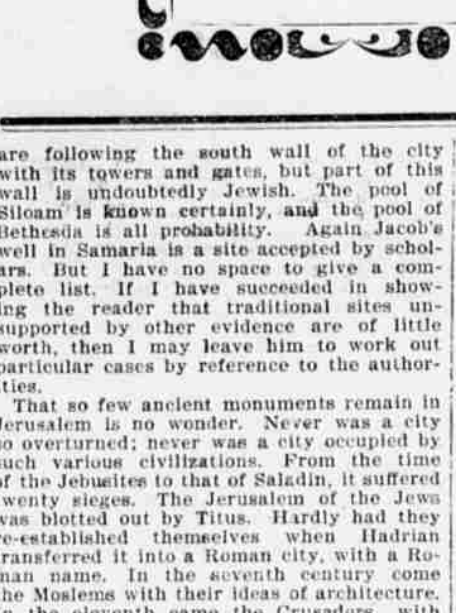 are following the south wall of the city
with its towers and gates, but part of this
wall is undoubtedly Jewish. The pool of
Siloam is known certainly, and the pool of
Bethesda is all probability. Again Jacob's
well in Samaria is a site accepted by schol-
ars. But I have no space to give a com-
plete list. If I have succeeded in show-
ing the reader that traditional sites un-
supported by other evidence are of little
worth, then I may leave him to work out
particular cases by reference to the author-
ities.
That so few ancient monuments remain in
Jerusalem is no wonder. Never was a city
so overturned; never was a city occupied by
such various civilizations. From the time
of the Jebusites to that of Saladin, it suffered
twenty sieges. The Jerusalem of the Jews
was blotted out by Titus. Hardly had they
re-established themselves when Hadrian
transferred it into a Roman city, with a Ro-
man name. In the seventh century come
the Moslems with their ideas of architecture.
In the eleventh came the Crusaders, with